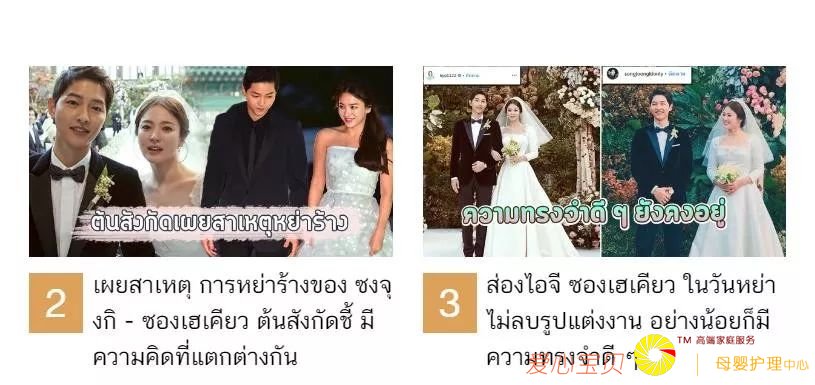 kyo1122
songjoongkionly
ต้นสังกัดเผยสาเหตุหย่าร้าง
ความทรงจำดี ๆ ยังคงอยู่
2
เผยสาเหตุ การหย่าร้างของ ซงจุ
งกิ - ซองเฮเคียว ต้นสังกัดชี้ มี
ความคิดที่แตกต่างกัน
3
ส่องไอจี ซองเฮเคียว ในวันหย่า
ไม่ลบรูปแต่งงาน อย่างน้อยก็มี
ความทรงจำดี ๆ
爱心宝贝
TM 高端家庭服务
母婴护理中心